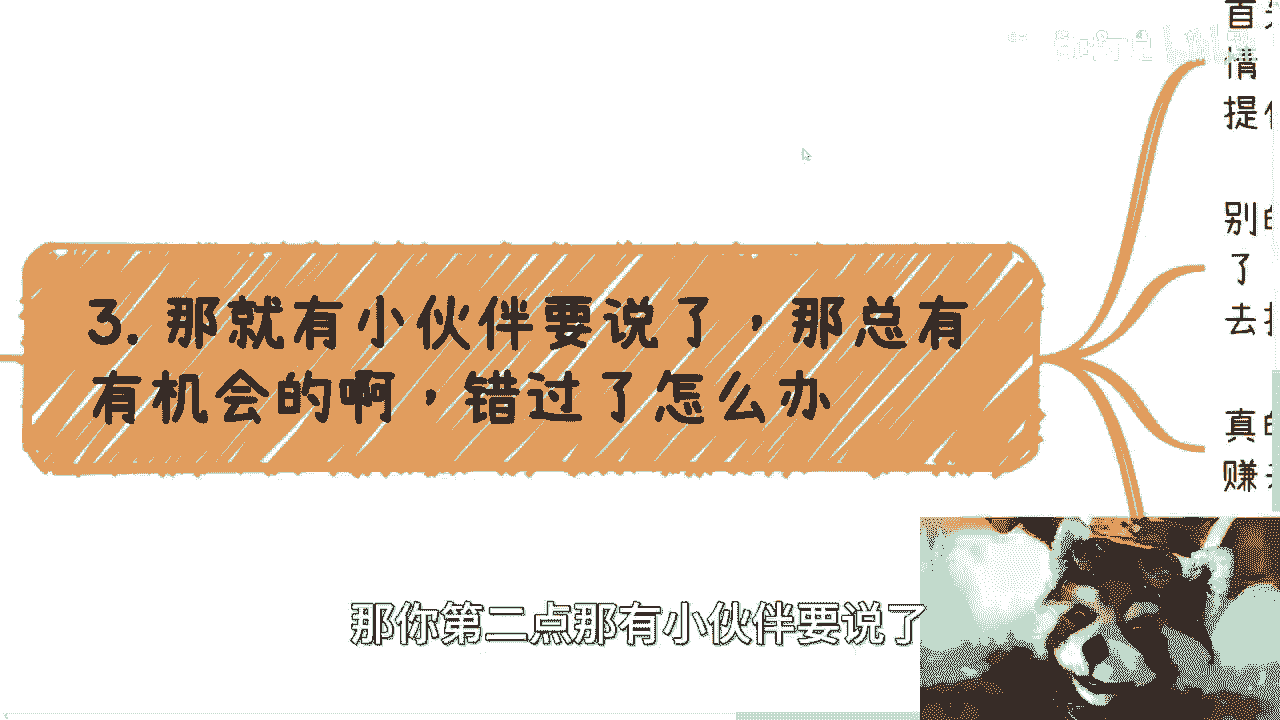 3. 那就有小伙伴要说了，那总有
有机会的啊，错过了怎么办
情
提
别的
了
去
真的
赚
那你第二点那有小伙伴要说了